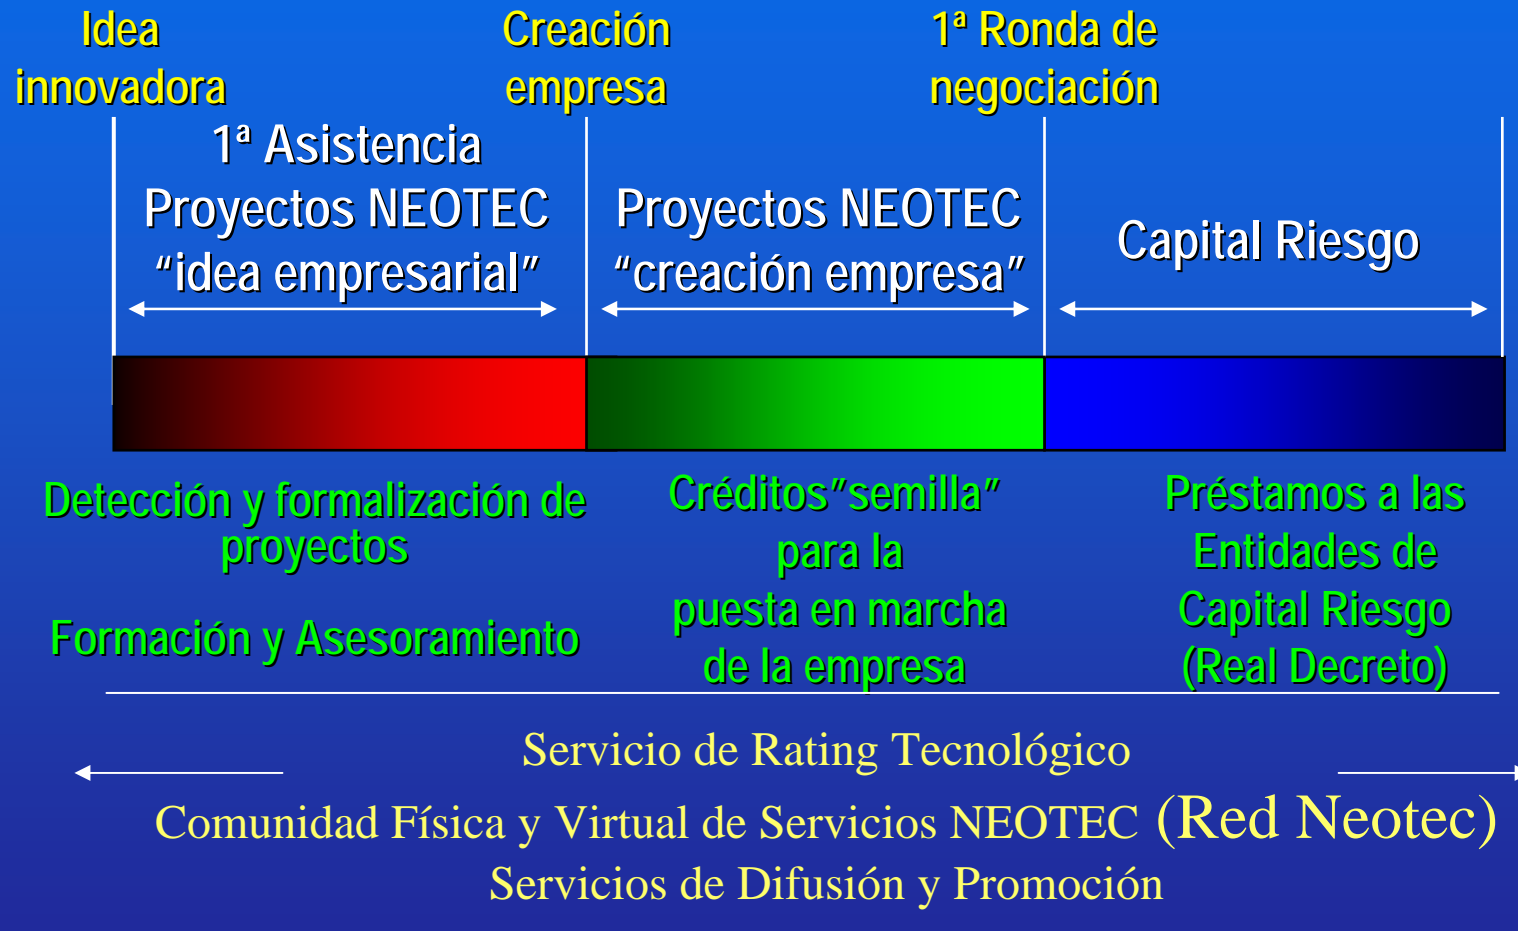 Idea
innovadora
Creación
empresa
1ª Ronda de
negociación
1ª Asistencia
Proyectos NEOTEC
“idea empresarial”
Proyectos NEOTEC
“creación empresa”
Capital Riesgo
Detección y formalización de
proyectos
Formación y Asesoramiento
Créditos”semilla”
para la
puesta en marcha
de la empresa
Préstamos a las
Entidades de
Capital Riesgo
(Real Decreto)
Servicio de Rating Tecnológico
Comunidad Física y Virtual de Servicios NEOTEC (Red Neotec)
Servicios de Difusión y Promoción